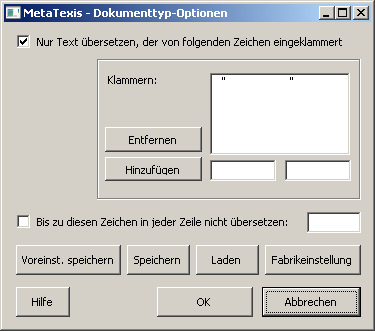 MetaTexis - Dokumenttyp-Optionen
Nur Text übersetzen, der von folgenden Zeichen eingeklammert
Klammern:
" "
Entfernen
Hinzufügen
Bis zu diesen Zeichen in jeder Zeile nicht übersetzen:
Voreinst. speichern Speichern Laden Fabrikeinstellung
Hilfe OK Abbrechen